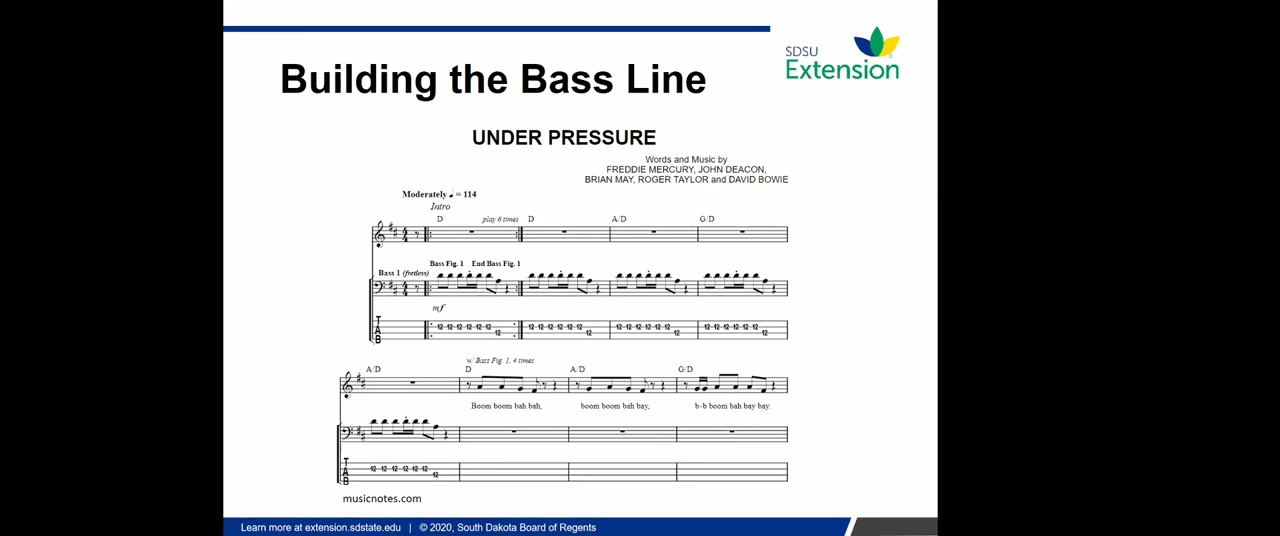 SDSU
Extension
Building the Bass Line
UNDER PRESSURE
Words and Music by
FREDDIE MERCURY, JOHN DEACON,
BRIAN MAY, ROGER TAYLOR and DAVID BOWIE
Moderately ♩ = 114
Intro
D play 6 times D A/D G/D
Bass Fig. 1 End Bass Fig. 1
Bass 1 (fretless)
mf
T 12 12 12 12 12 12 12 12 12 12 12 12 12 12 12 12 12 12 12 12 12 12 12 12
A 12 12 12 12
B
w/ Bass Fig. 1, 4 times
A/D D A/D G/D
Boom boom bah bah, boom boom bah bay, b-b boom bah bay bay.
T 12 12 12 12 12 12
A 12
B
musicnotes.com
Learn more at extension.sdstate.edu | © 2020, South Dakota Board of Regents